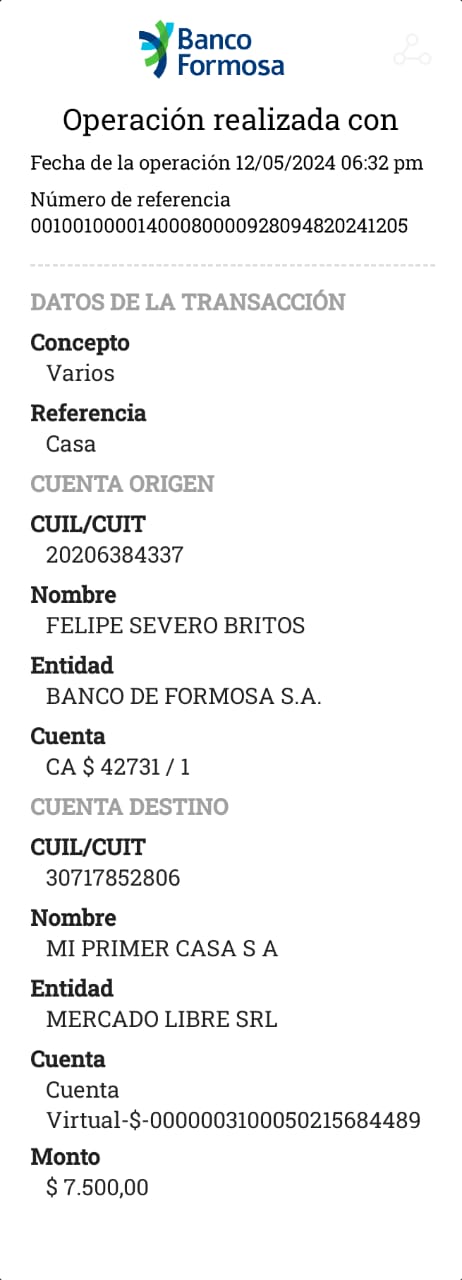 Banco
Formosa
Operación realizada con
Fecha de la operación 12/05/2024 06:32 pm
Número de referencia
0010010000140008000092809482024​1205
DATOS DE LA TRANSACCIÓN
Concepto
Varios
Referencia
Casa
CUENTA ORIGEN
CUIL/CUIT
20206384337
Nombre
FELIPE SEVERO BRITOS
Entidad
BANCO DE FORMOSA S.A.
Cuenta
CA $ 42731 / 1
CUENTA DESTINO
CUIL/CUIT
30717852806
Nombre
MI PRIMER CASA S A
Entidad
MERCADO LIBRE SRL
Cuenta
Cuenta
Virtual-$-0000003100050215684489
Monto
$ 7.500,00